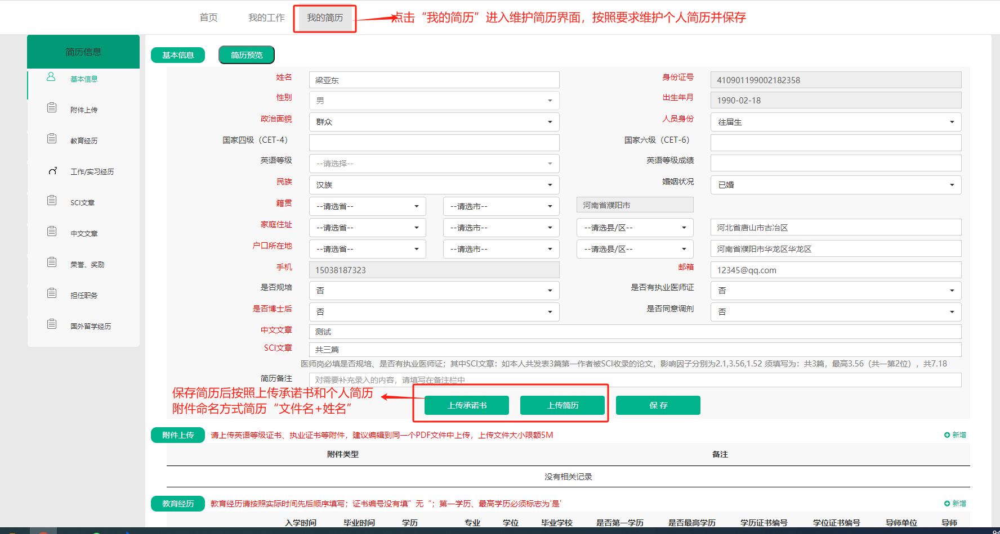 首页 我的工作 我的简历 点击“我的简历”进入维护简历界面，按照要求维护个人简历并保存
简历信息
基本信息
附件上传
教育经历
工作/实习经历
SCI文章
中文文章
荣誉、奖励
担任职务
国外留学经历
基本信息 简历预览
姓名 梁亚东 身份证号 410901199002182358
性别 男 出生年月 1990-02-18
政治面貌 群众 人员身份 往届生
国家四级（CET-4） 国家六级（CET-6）
英语等级 --请选择-- 英语等级成绩
民族 汉族 婚姻状况 已婚
籍贯 --请选省-- --请选市-- 河南省濮阳市
家庭住址 --请选省-- --请选市-- --请选县/区-- 河北省唐山市古冶区
户口所在地 --请选省-- --请选市-- --请选县/区-- 河南省濮阳市华龙区华龙区
手机 15038187323 邮箱 12345@qq.com
是否规培 否 是否有执业医师证 否
是否博士后 否 是否同意调剂 否
中文文章 测试
SCI文章 共三篇
医师岗必填是否规培、是否有执业医师证；其中SCI文章：如本人共发表3篇第一作者被SCI收录的论文，影响因子分别为2.1,3.56,1.52 须填写为：共3篇，最高3.56（共一第2位），共7.18
简历备注 对需要补充录入的内容，请填写在备注栏中
保存简历后按照上传承诺书和个人简历
附件命名方式简历“文件名+姓名”
上传承诺书 上传简历 保 存
附件上传 请上传英语等级证书、执业证书等附件，建议编辑到同一个PDF文件中上传，上传文件大小限额5M 新增
附件类型 备注
没有相关记录
教育经历 教育经历请按照实际时间先后顺序填写；证书编号没有填”无“；第一学历、最高学历必须标志为'是' 新增
入学时间 毕业时间 学历 专业 学位 毕业学校 是否第一学历 是否最高学历 学历证书编号 学位证书编号 导师单位 导师